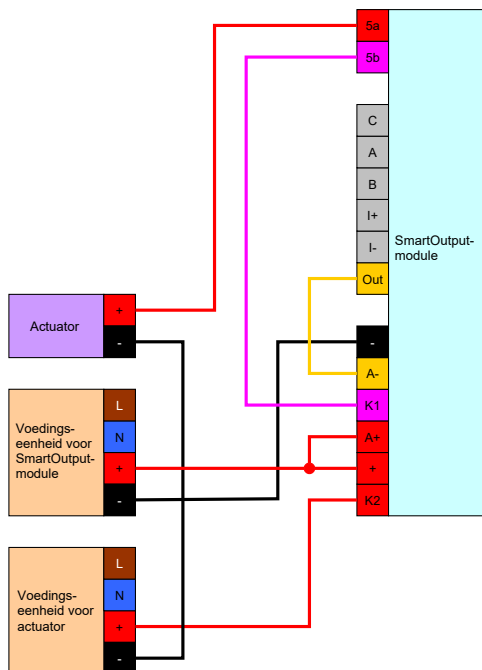 5a
5b
C
A
B
I+
I-
Out
-
A-
K1
A+
+
K2
SmartOutput-
module
Actuator
+
-
Voedings-
eenheid voor
SmartOutput-
module
L
N
+
-
Voedings-
eenheid voor
actuator
L
N
+
-